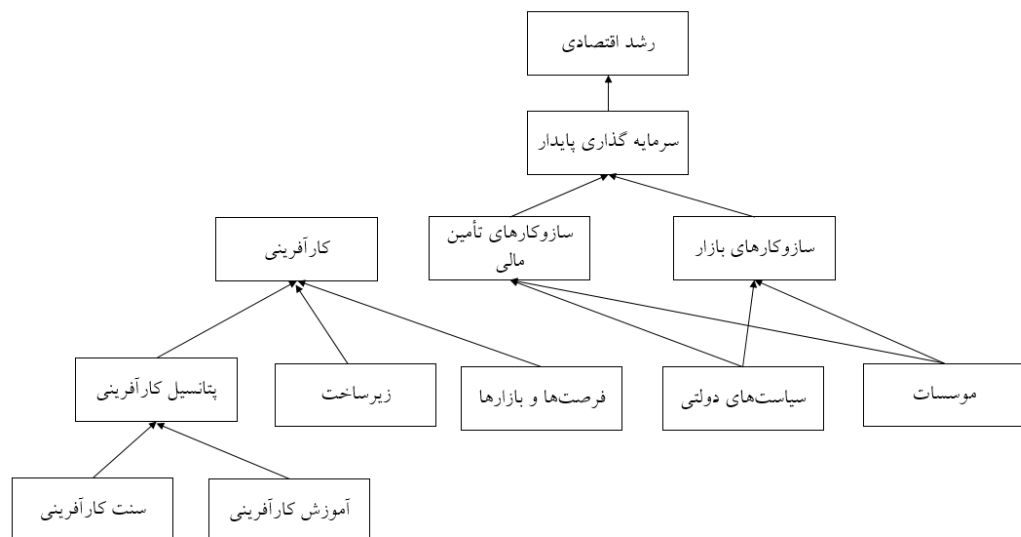 رشد اقتصادی
سرمایه گذاری پایدار
سازوکارهای بازار
سازوکارهای تأمین
مالی
کارآفرینی
موسسات
سیاست‌های دولتی
فرصت‌ها و بازارها
زیرساخت
پتانسیل کارآفرینی
آموزش کارآفرینی
سنت کارآفرینی